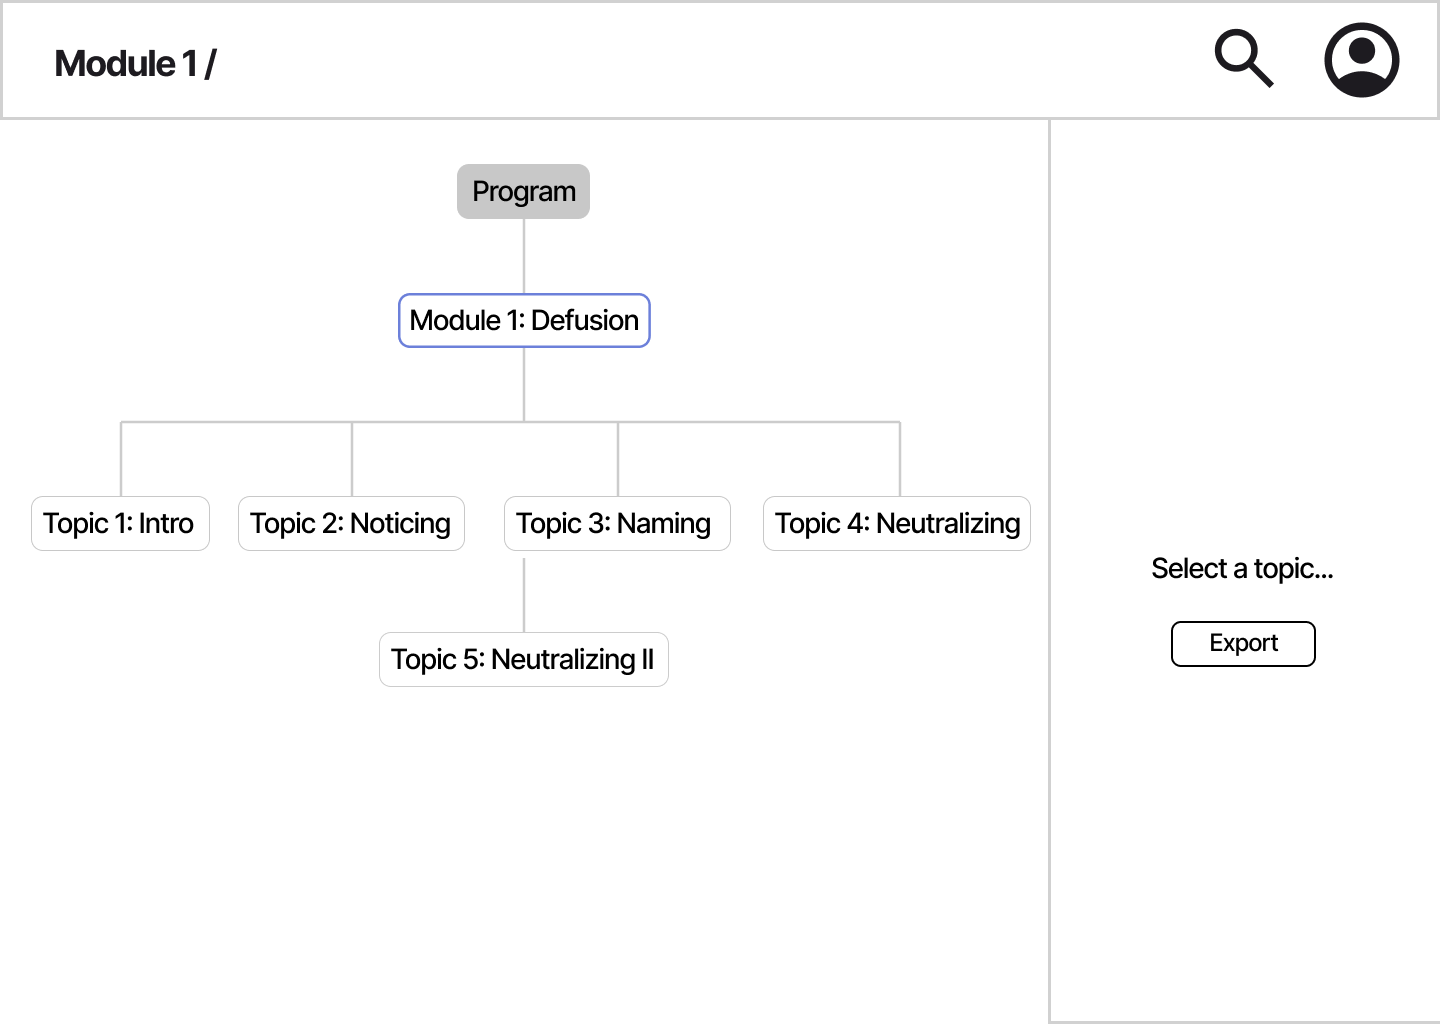 Module 1 /
Program
Module 1: Defusion
Topic 1: Intro
Topic 2: Noticing
Topic 3: Naming
Topic 4: Neutralizing
Topic 5: Neutralizing II
Select a topic...
Export